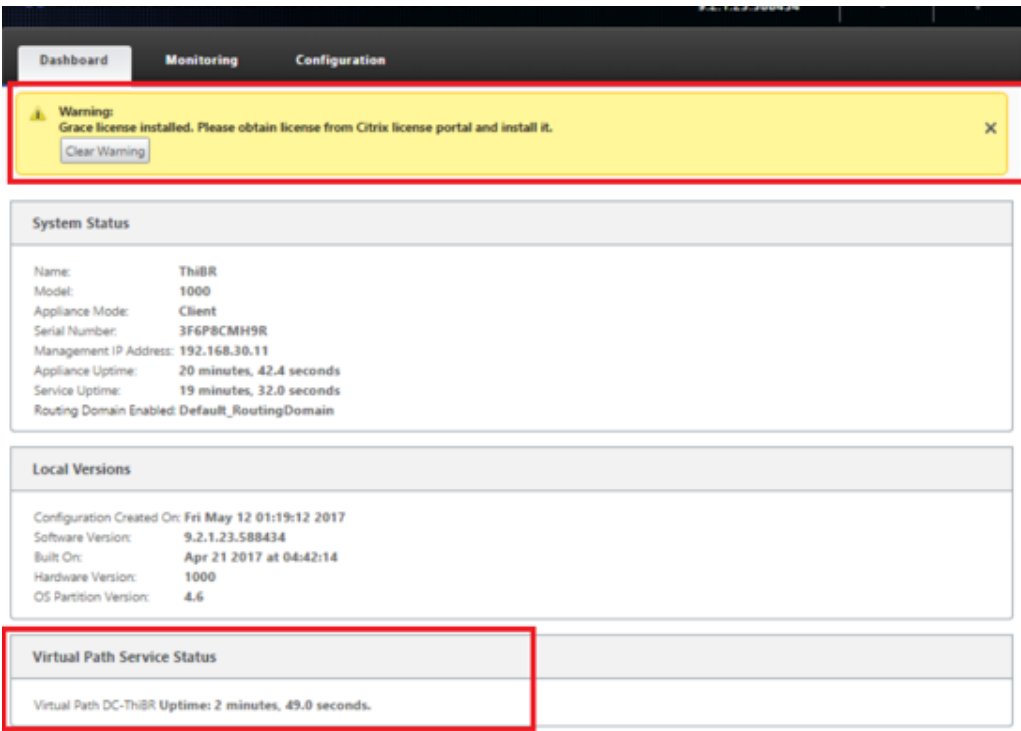 9.2.1.23.588434
Dashboard Monitoring Configuration
Warning:
Grace license installed. Please obtain license from Citrix license portal and install it.
Clear Warning
System Status
Name: ThiBR
Model: 1000
Appliance Mode: Client
Serial Number: 3F6P8CMH9R
Management IP Address: 192.168.30.11
Appliance Uptime: 20 minutes, 42.4 seconds
Service Uptime: 19 minutes, 32.0 seconds
Routing Domain Enabled: Default_RoutingDomain
Local Versions
Configuration Created On: Fri May 12 01:19:12 2017
Software Version: 9.2.1.23.588434
Built On: Apr 21 2017 at 04:42:14
Hardware Version: 1000
OS Partition Version: 4.6
Virtual Path Service Status
Virtual Path DC-ThiBR Uptime: 2 minutes, 49.0 seconds.